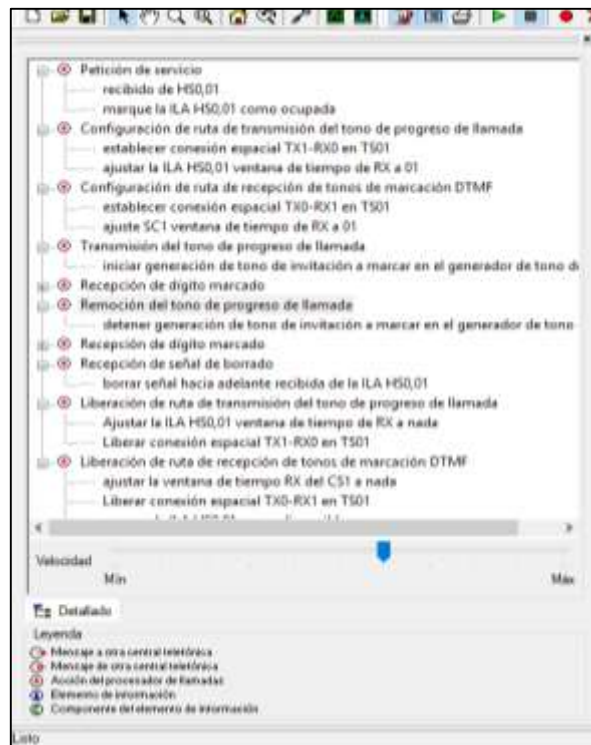 Petición de servicio
recibido de HS0,01
marque la ILA HS0,01 como ocupada
Configuración de ruta de transmisión del tono de progreso de llamada
establecer conexión espacial TX1-RX0 en TS01
ajustar la ILA HS0,01 ventana de tiempo de RX a 01
Configuración de ruta de recepción de tonos de marcación DTMF
establecer conexión espacial TX0-RX1 en TS01
ajuste SC1 ventana de tiempo de RX a 01
Transmisión del tono de progreso de llamada
iniciar generación de tono de invitación a marcar en el generador de tono d
Recepción de dígito marcado
Remoción del tono de progreso de llamada
detener generación de tono de invitación a marcar en el generador de tono
Recepción de dígito marcado
Recepción de señal de borrado
borrar señal hacia adelante recibida de la ILA HS0,01
Liberación de ruta de transmisión del tono de progreso de llamada
Ajustar la ILA HS0,01 ventana de tiempo de RX a nada
Liberar conexión espacial TX1-RX0 en TS01
Liberación de ruta de recepción de tonos de marcación DTMF
ajustar la ventana de tiempo RX del CS1 a nada
Liberar conexión espacial TX0-RX1 en TS01
Velocidad
Mín Máx
Detallado
Leyenda
Mensaje a otra central telefónica
Mensaje de otra central telefónica
Acción del procesador de llamadas
Elemento de información
Componente del elemento de información
Listo